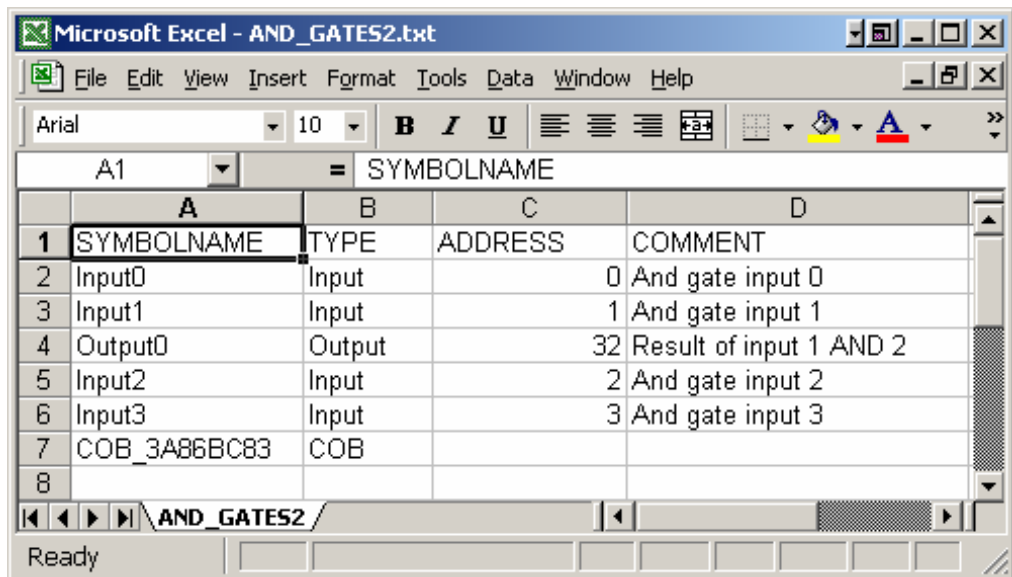 Microsoft Excel - AND_GATES2.txt
File Edit View Insert Format Tools Data Window Help
Arial 10 B I U a A »
A1 = SYMBOLNAME
A B C D
1 SYMBOLNAME TYPE ADDRESS COMMENT
2 Input0 Input 0 And gate input 0
3 Input1 Input 1 And gate input 1
4 Output0 Output 32 Result of input 1 AND 2
5 Input2 Input 2 And gate input 2
6 Input3 Input 3 And gate input 3
7 COB_3A86BC83 COB
8
AND_GATES2
Ready